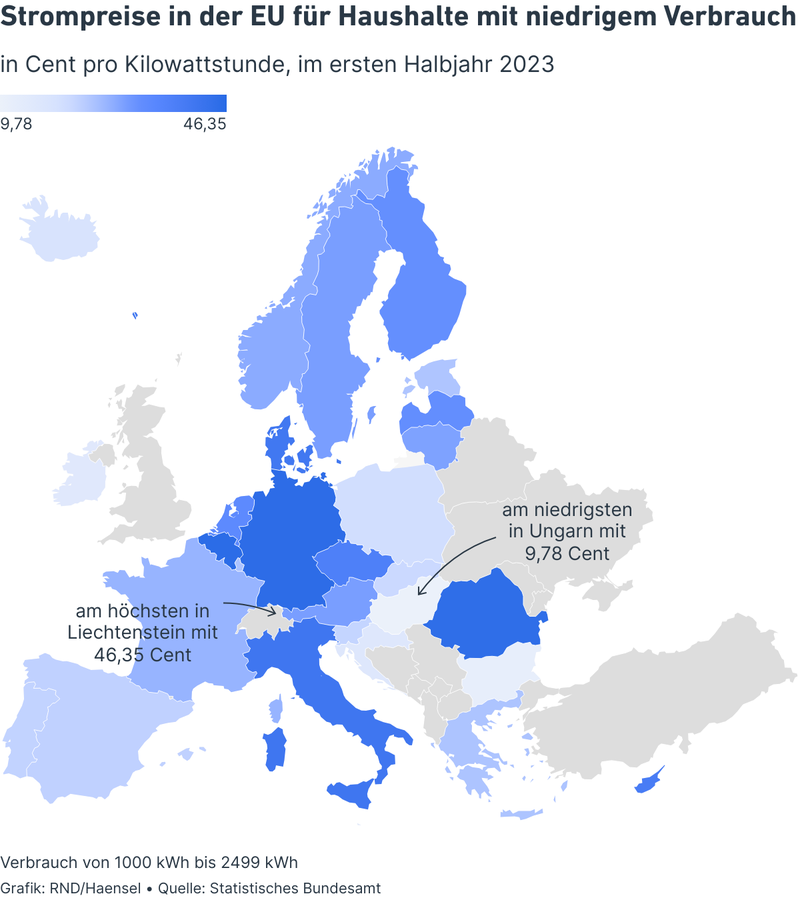 Strompreise in der EU für Haushalte mit niedrigem Verbrauch
in Cent pro Kilowattstunde, im ersten Halbjahr 2023
9,78
46,35
am niedrigsten
in Ungarn mit
9,78 Cent
am höchsten in
Liechtenstein mit
46,35 Cent
Verbrauch von 1000 kWh bis 2499 kWh
Grafik: RND/Haensel • Quelle: Statistisches Bundesamt